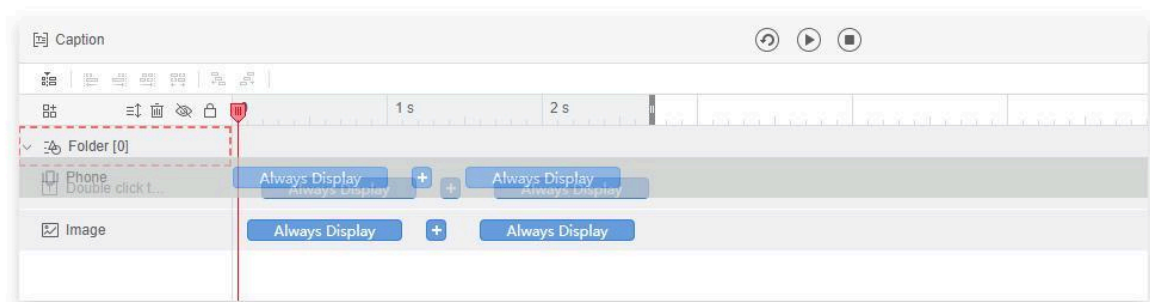 Caption
1 s
2 s
Folder [0]
Phone
Always Display
Always Display
Double click t...
Always Display
Always Display
Image
Always Display
Always Display